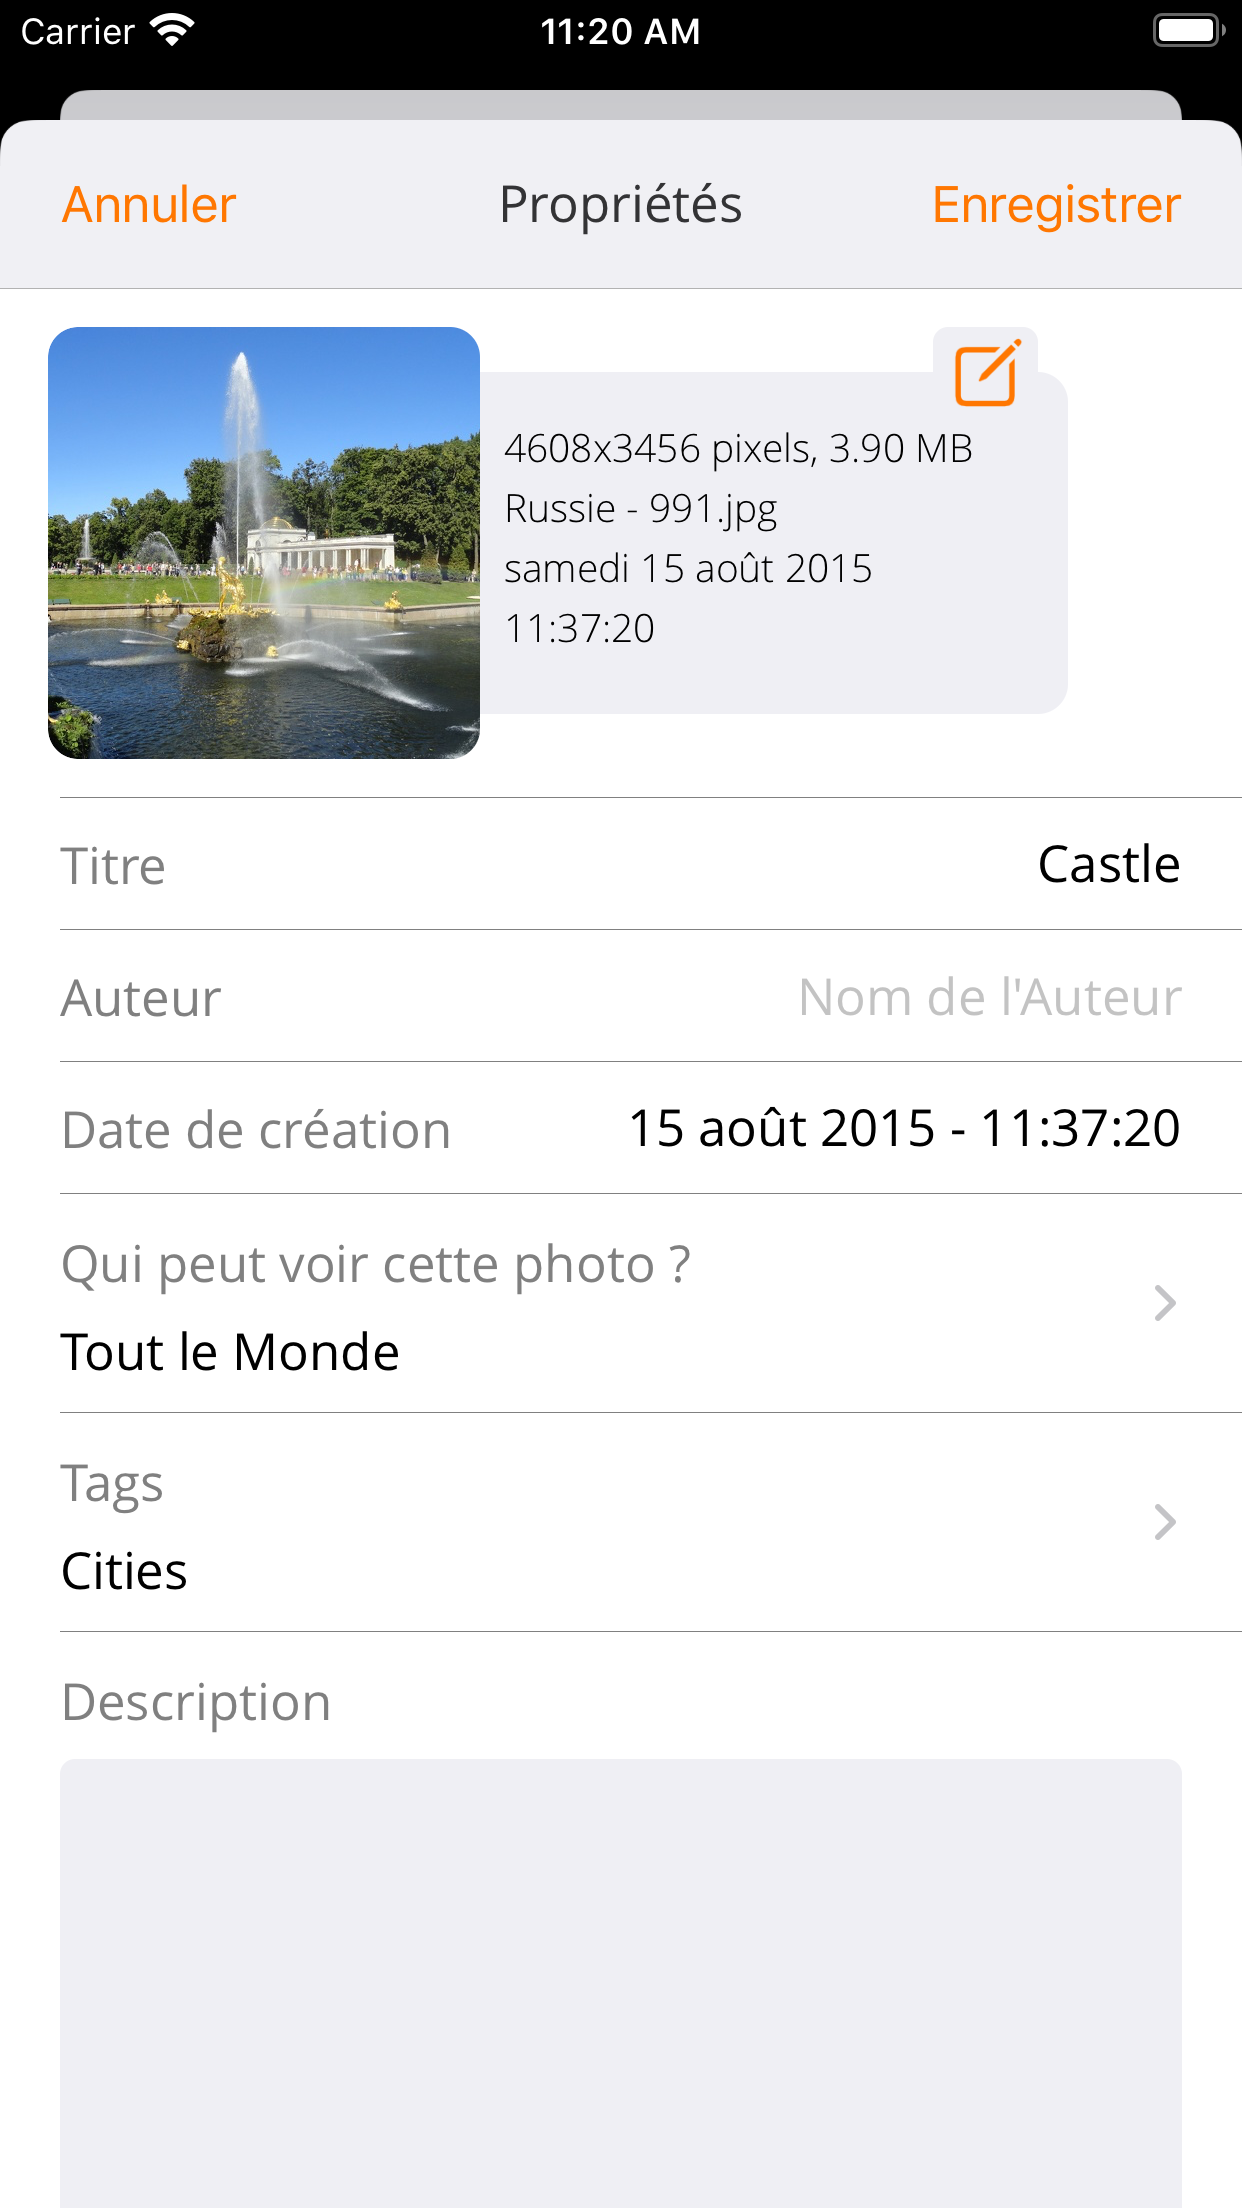 Carrier 11:20 AM
Annuler Propriétés Enregistrer
4608x3456 pixels, 3.90 MB
Russie - 991.jpg
samedi 15 août 2015
11:37:20
Titre Castle
Auteur Nom de l'Auteur
Date de création 15 août 2015 - 11:37:20
Qui peut voir cette photo ?
Tout le Monde
Tags
Cities
Description